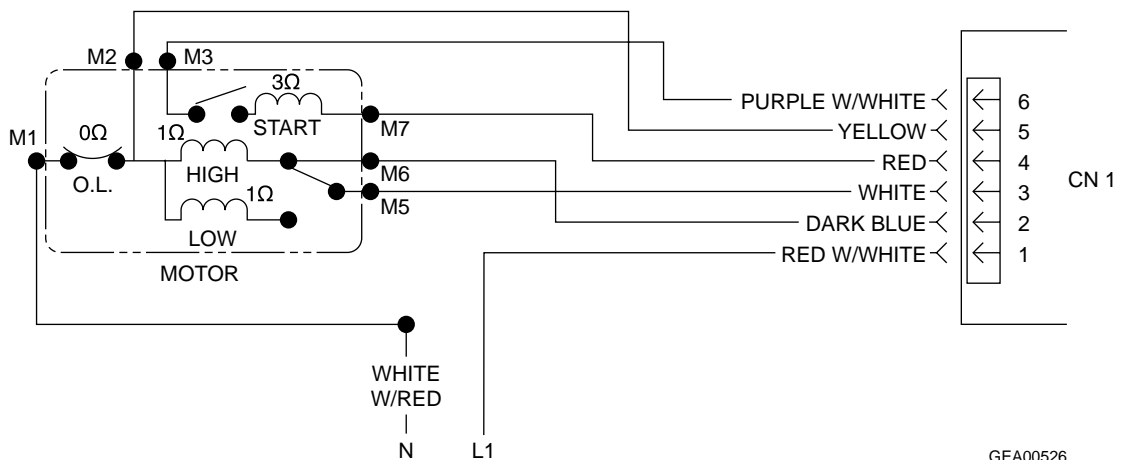 M2
M3
3Ω
PURPLE W/WHITE
6
START
M7
YELLOW
5
M1
0Ω
1Ω
RED
4
O.L.
HIGH
M6
WHITE
3
CN 1
1Ω
M5
DARK BLUE
2
LOW
RED W/WHITE
1
MOTOR
WHITE
W/RED
N
L1
GEA00526